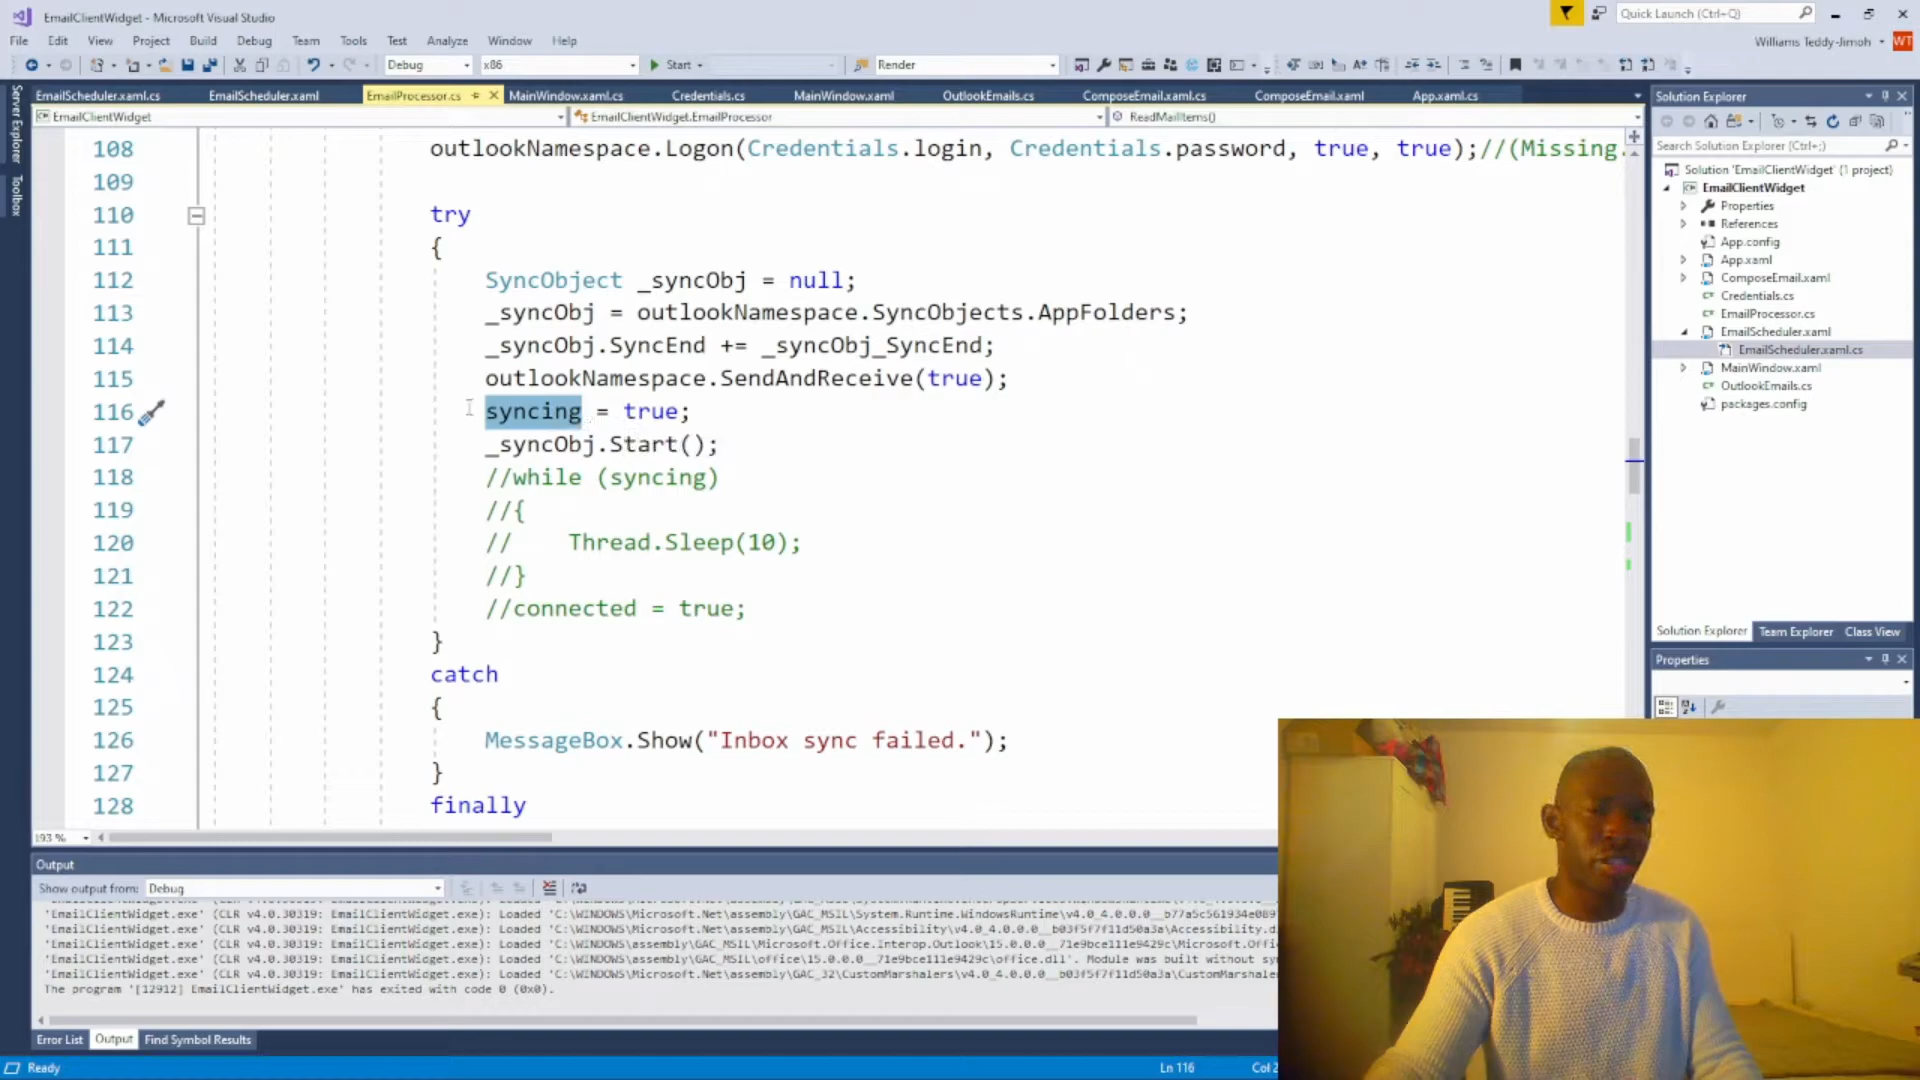 EmailClientWidget - Microsoft Visual Studio
Quick Launch (Ctrl+Q)
File Edit View Project Build Debug Team Tools Test Analyze Window Help
Williams Teddy-Jimoh WT
Debug x86 Start Render
EmailScheduler.xaml.cs EmailScheduler.xaml EmailProcessor.cs MainWindow.xaml.cs Credentials.cs MainWindow.xaml OutlookEmails.cs ComposeEmail.xaml.cs ComposeEmail.xaml App.xaml.cs
EmailClientWidget EmailClientWidget.EmailProcessor ReadMailItems()
Server Explorer
Toolbox
108 outlookNamespace.Logon(Credentials.login, Credentials.password, true, true);//(Missing.
109
110 try
111 {
112 SyncObject _syncObj = null;
113 _syncObj = outlookNamespace.SyncObjects.AppFolders;
114 _syncObj.SyncEnd += _syncObj_SyncEnd;
115 outlookNamespace.SendAndReceive(true);
116 syncing = true;
117 _syncObj.Start();
118 //while (syncing)
119 //{
120 //    Thread.Sleep(10);
121 //}
122 //connected = true;
123 }
124 catch
125 {
126 MessageBox.Show("Inbox sync failed.");
127 }
128 finally
193 %
Solution Explorer
Search Solution Explorer (Ctrl+;)
Solution 'EmailClientWidget' (1 project)
EmailClientWidget
Properties
References
App.config
App.xaml
ComposeEmail.xaml
Credentials.cs
EmailProcessor.cs
EmailScheduler.xaml
EmailScheduler.xaml.cs
MainWindow.xaml
OutlookEmails.cs
packages.config
Solution Explorer Team Explorer Class View
Properties
Output
Show output from: Debug
'EmailClientWidget.exe' (CLR v4.0.30319: EmailClientWidget.exe): Loaded 'C:\WINDOWS\Microsoft.Net\assembly\GAC_MSIL\System.Runtime.WindowsRuntime\v4.0_4.0.0.0__b77a5c561934e089
'EmailClientWidget.exe' (CLR v4.0.30319: EmailClientWidget.exe): Loaded 'C:\WINDOWS\Microsoft.Net\assembly\GAC_MSIL\Accessibility\v4.0_4.0.0.0__b03f5f7f11d50a3a\Accessibility.d
'EmailClientWidget.exe' (CLR v4.0.30319: EmailClientWidget.exe): Loaded 'C:\WINDOWS\assembly\GAC_MSIL\Microsoft.Office.Interop.Outlook\15.0.0.0__71e9bce111e9429c\Microsoft.Offi
'EmailClientWidget.exe' (CLR v4.0.30319: EmailClientWidget.exe): Loaded 'C:\WINDOWS\assembly\GAC_MSIL\office\15.0.0.0__71e9bce111e9429c\office.dll'. Module was built without sy
'EmailClientWidget.exe' (CLR v4.0.30319: EmailClientWidget.exe): Loaded 'C:\WINDOWS\Microsoft.Net\assembly\GAC_32\CustomMarshalers\v4.0_4.0.0.0__b03f5f7f11d50a3a\CustomMarshaler
The program '[12912] EmailClientWidget.exe' has exited with code 0 (0x0).
Error List Output Find Symbol Results
Ready Ln 116